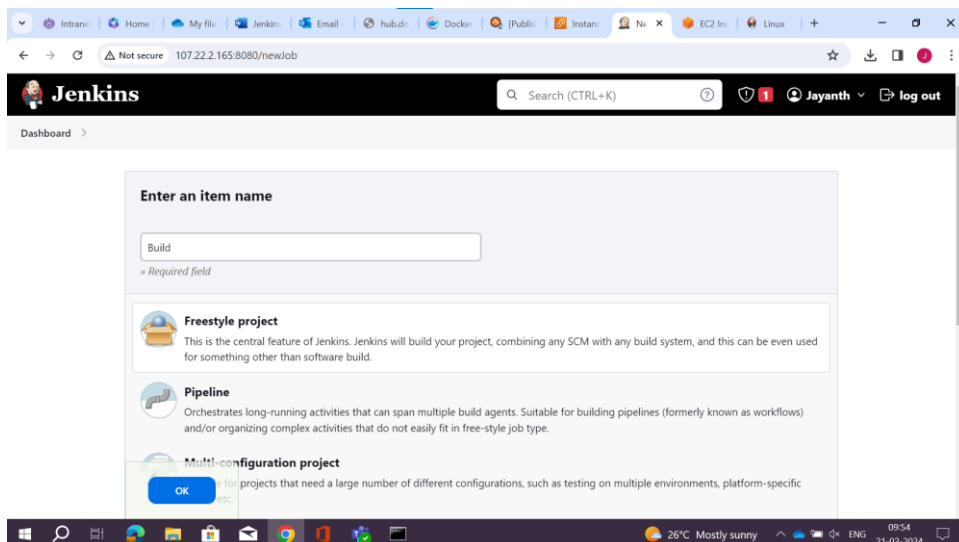 Intrane
Home
My file
Jenkin
Email -
hub.do
Docker
[Publis
Instanc
Ne
EC2 In
Linux
Not secure 107.22.2.165:8080/newJob
J
Jenkins
Search (CTRL+K)
1
Jayanth
log out
Dashboard >
Enter an item name
Build
» Required field
Freestyle project
This is the central feature of Jenkins. Jenkins will build your project, combining any SCM with any build system, and this can be even used
for something other than software build.
Pipeline
Orchestrates long-running activities that can span multiple build agents. Suitable for building pipelines (formerly known as workflows)
and/or organizing complex activities that do not easily fit in free-style job type.
Multi-configuration project
for projects that need a large number of different configurations, such as testing on multiple environments, platform-specific
etc.
OK
26°C Mostly sunny
ENG
09:54
21-02-2024